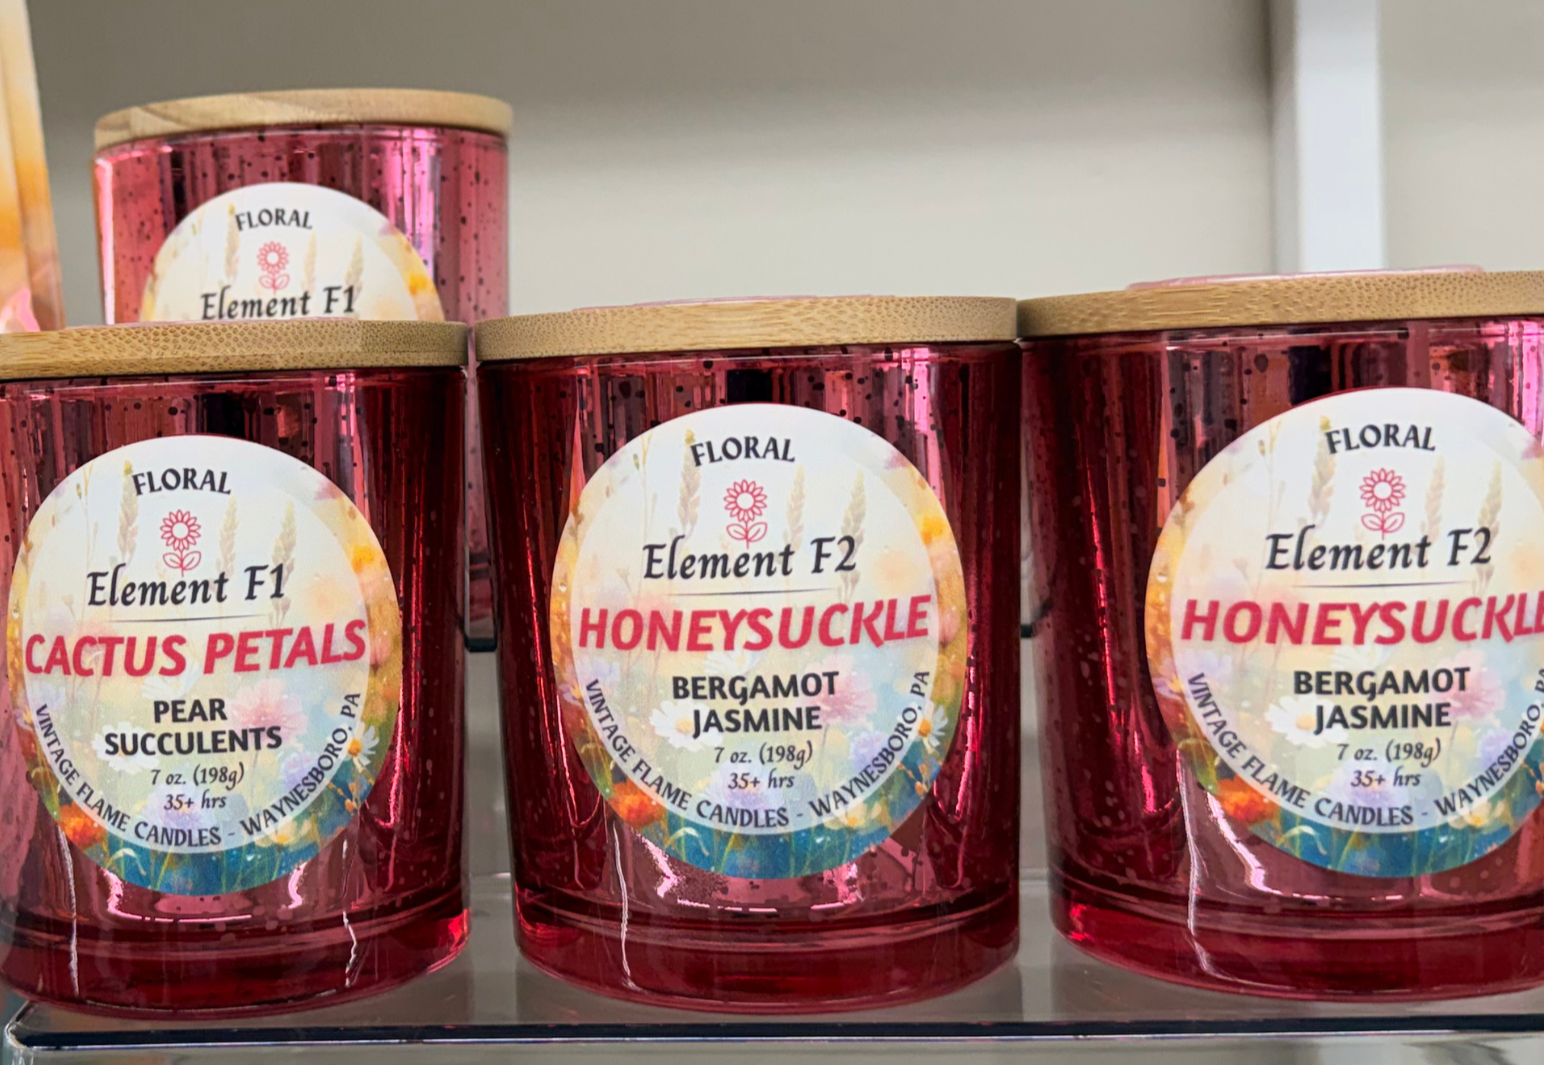 FLORAL
Element F1
FLORAL
Element F1
CACTUS PETALS
PEAR
SUCCULENTS
7 oz. (198g)
35+ hrs
VINTAGE FLAME CANDLES - WAYNESBORO, PA
FLORAL
Element F2
HONEYSUCKLE
BERGAMOT
JASMINE
7 oz. (198g)
35+ hrs
VINTAGE FLAME CANDLES - WAYNESBORO, PA
FLORAL
Element F2
HONEYSUCKLE
BERGAMOT
JASMINE
7 oz. (198g)
35+ hrs
VINTAGE FLAME CANDLES - WAYNESBORO, PA